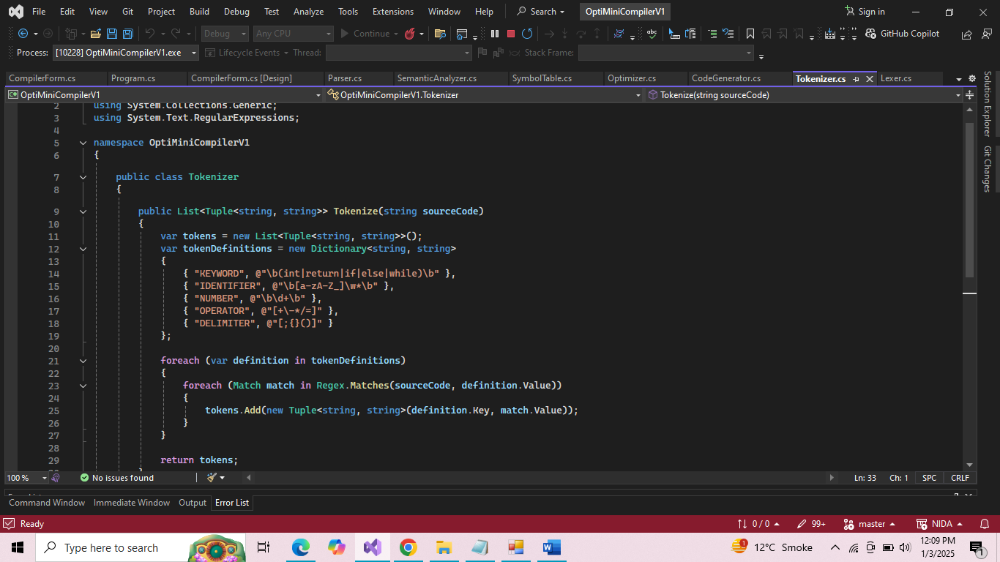 File Edit View Git Project Build Debug Test Analyze Tools Extensions Window Help Search OptiMiniCompilerV1 Sign in
Debug Any CPU Continue GitHub Copilot
Process: [10228] OptiMiniCompilerV1.exe Lifecycle Events Thread: Stack Frame:
CompilerForm.cs Program.cs CompilerForm.cs [Design] Parser.cs SemanticAnalyzer.cs SymbolTable.cs Optimizer.cs CodeGenerator.cs Tokenizer.cs Lexer.cs
OptiMiniCompilerV1 OptiMiniCompilerV1.Tokenizer Tokenize(string sourceCode)
2 using System.Collections.Generic;
3 using System.Text.RegularExpressions;
4
5 namespace OptiMiniCompilerV1
6 {
7 public class Tokenizer
8 {
9 public List<Tuple<string, string>> Tokenize(string sourceCode)
10 {
11 var tokens = new List<Tuple<string, string>>();
12 var tokenDefinitions = new Dictionary<string, string>
13 {
14 { "KEYWORD", @"\b(int|return|if|else|while)\b" },
15 { "IDENTIFIER", @"\b[a-zA-Z_]\w*\b" },
16 { "NUMBER", @"\b\d+\b" },
17 { "OPERATOR", @"[+\-*/=]" },
18 { "DELIMITER", @"[;{}()]" }
19 };
20
21 foreach (var definition in tokenDefinitions)
22 {
23 foreach (Match match in Regex.Matches(sourceCode, definition.Value))
24 {
25 tokens.Add(new Tuple<string, string>(definition.Key, match.Value));
26 }
27 }
28
29 return tokens;
100 % No issues found Ln: 33 Ch: 1 SPC CRLF
Command Window Immediate Window Output Error List
Ready 0 / 0 99+ master NIDA
Type here to search 1 12°C Smoke 12:09 PM
1/3/2025 1
Solution Explorer
Git Changes